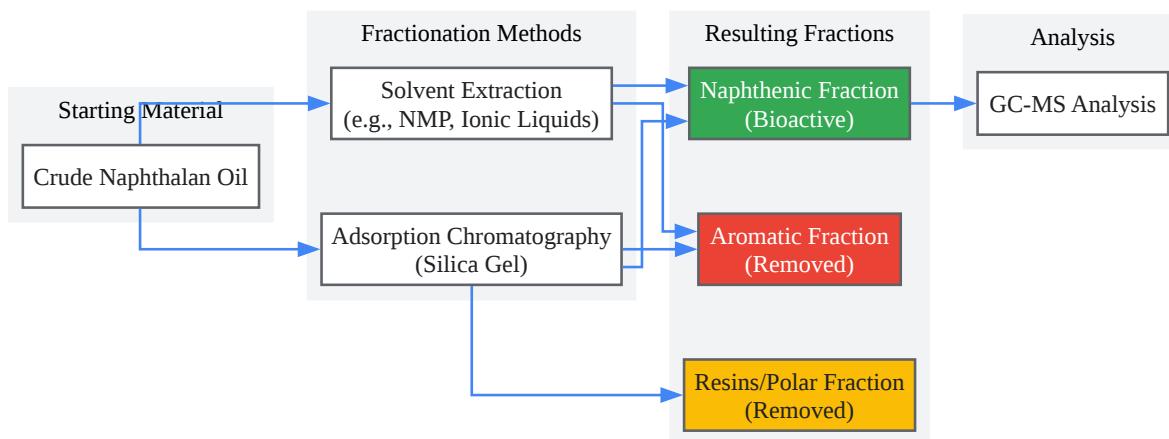 Starting Material
Crude Naphthalan Oil
Fractionation Methods
Solvent Extraction
(e.g., NMP, Ionic Liquids)
Adsorption Chromatography
(Silica Gel)
Resulting Fractions
Naphthenic Fraction
(Bioactive)
Aromatic Fraction
(Removed)
Resins/Polar Fraction
(Removed)
Analysis
GC-MS Analysis